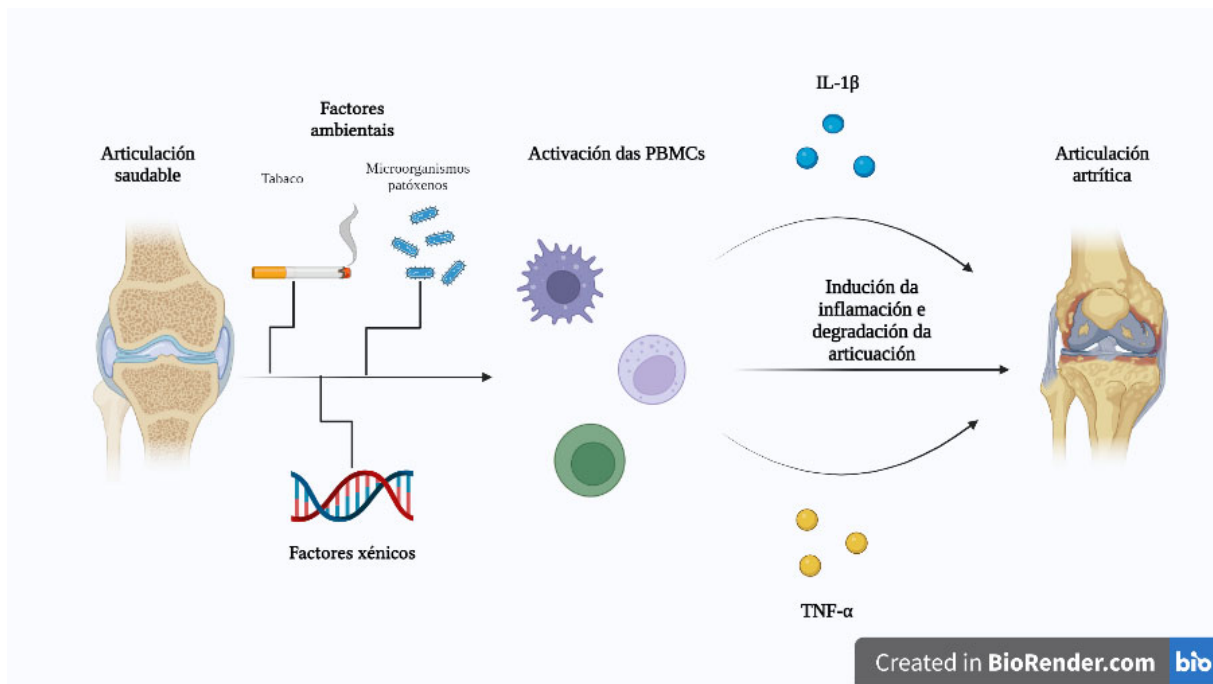 Articulación
saudable
Factores
ambientais
Tabaco
Microorganismos
patóxenos
Factores xénicos
Activación das PBMCs
IL-1β
Indución da
inflamación e
degradación da
articuación
TNF-α
Articulación
artrítica
Created in BioRender.com bio